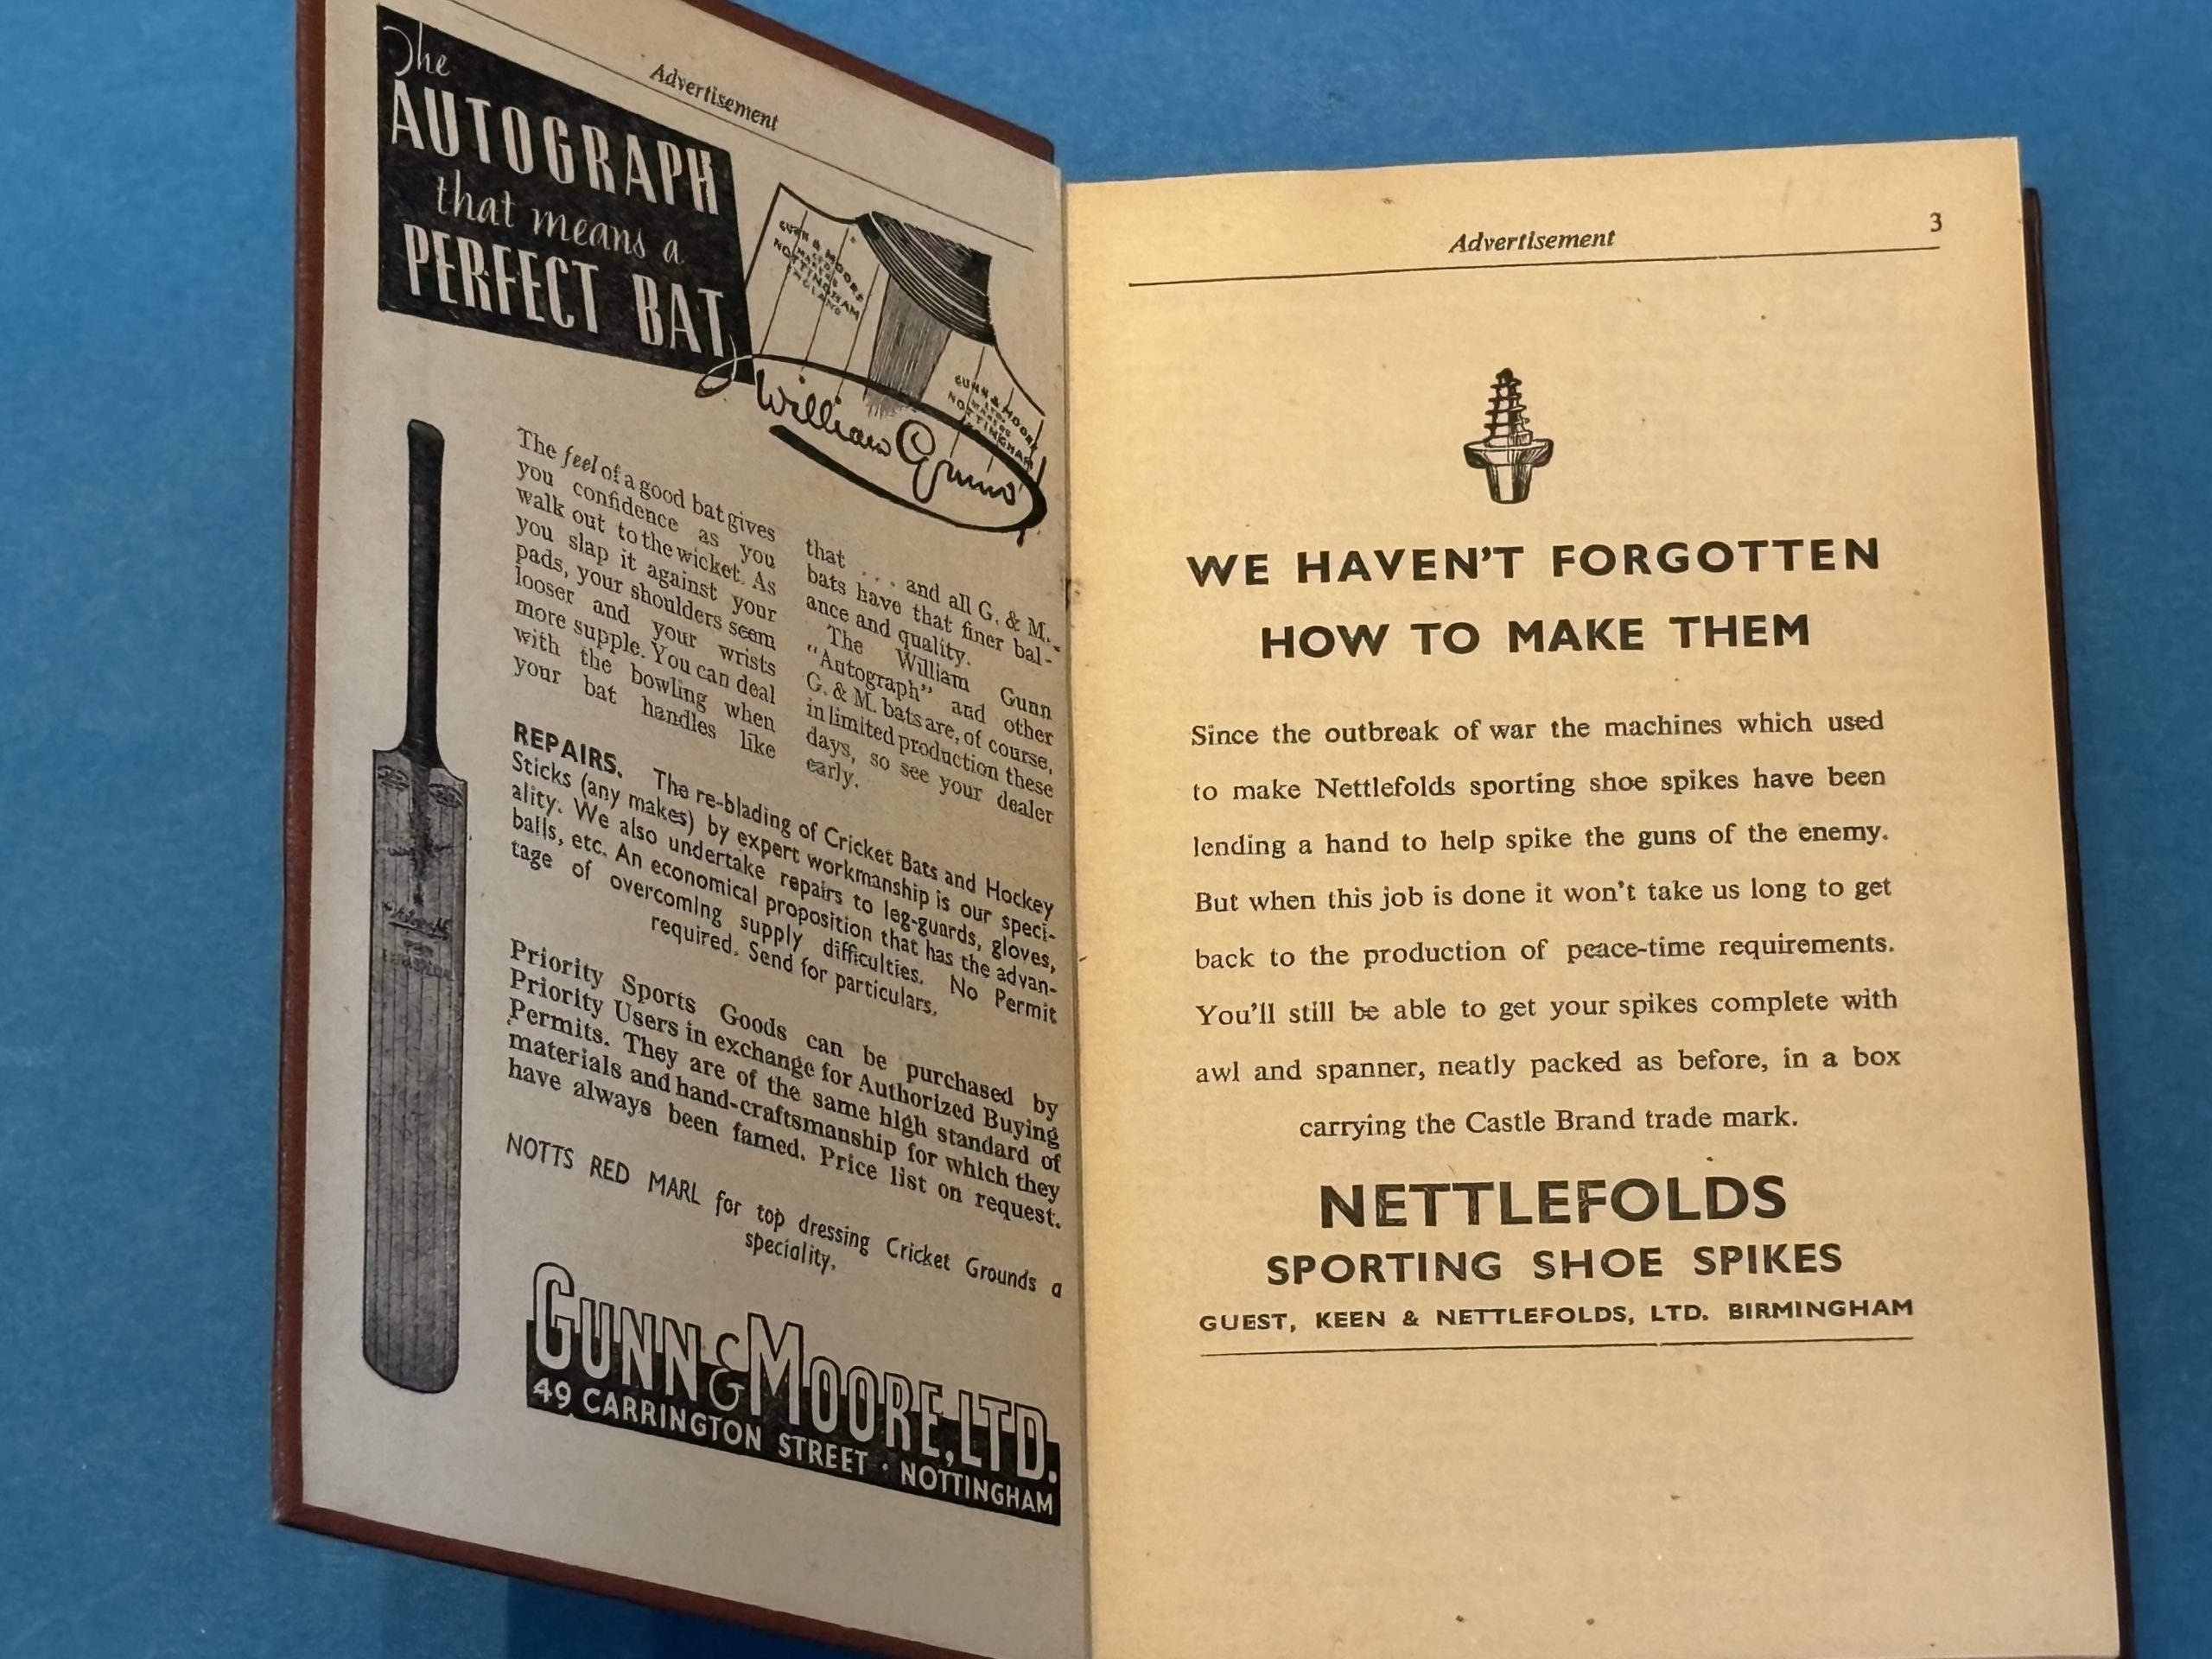 Advertisement
The
AUTOGRAPH
that means a
PERFECT BAT
GUNN & MOORE
LTD
MAKERS
NOTTINGHAM
ENGLAND
GUNN & MOORE
LTD
MAKERS
NOTTINGHAM
William Gunn
The feel of a good bat gives
you confidence as you
walk out to the wicket. As
you slap it against your
pads, your shoulders seem
looser and your wrists
more supple. You can deal
with the bowling when
your bat handles like
that . . . and all G. & M.
bats have that finer bal-
ance and quality.
The William Gunn
"Autograph" and other
G. & M. bats are, of course,
in limited production these
days, so see your dealer
early.
REPAIRS. The re-blading of Cricket Bats and Hockey
Sticks (any makes) by expert workmanship is our speci-
ality. We also undertake repairs to leg-guards, gloves,
balls, etc. An economical proposition that has the advan-
tage of overcoming supply difficulties. No Permit
required. Send for particulars.
Priority Sports Goods can be purchased by
Priority Users in exchange for Authorized Buying
Permits. They are of the same high standard of
materials and hand-craftsmanship for which they
have always been famed. Price list on request.
NOTTS RED MARL for top dressing Cricket Grounds a
speciality.
GUNN & MOORE, LTD.
49 CARRINGTON STREET · NOTTINGHAM
Advertisement 3
WE HAVEN'T FORGOTTEN
HOW TO MAKE THEM
Since the outbreak of war the machines which used
to make Nettlefolds sporting shoe spikes have been
lending a hand to help spike the guns of the enemy.
But when this job is done it won't take us long to get
back to the production of peace-time requirements.
You'll still be able to get your spikes complete with
awl and spanner, neatly packed as before, in a box
carrying the Castle Brand trade mark.
NETTLEFOLDS
SPORTING SHOE SPIKES
GUEST, KEEN & NETTLEFOLDS, LTD. BIRMINGHAM